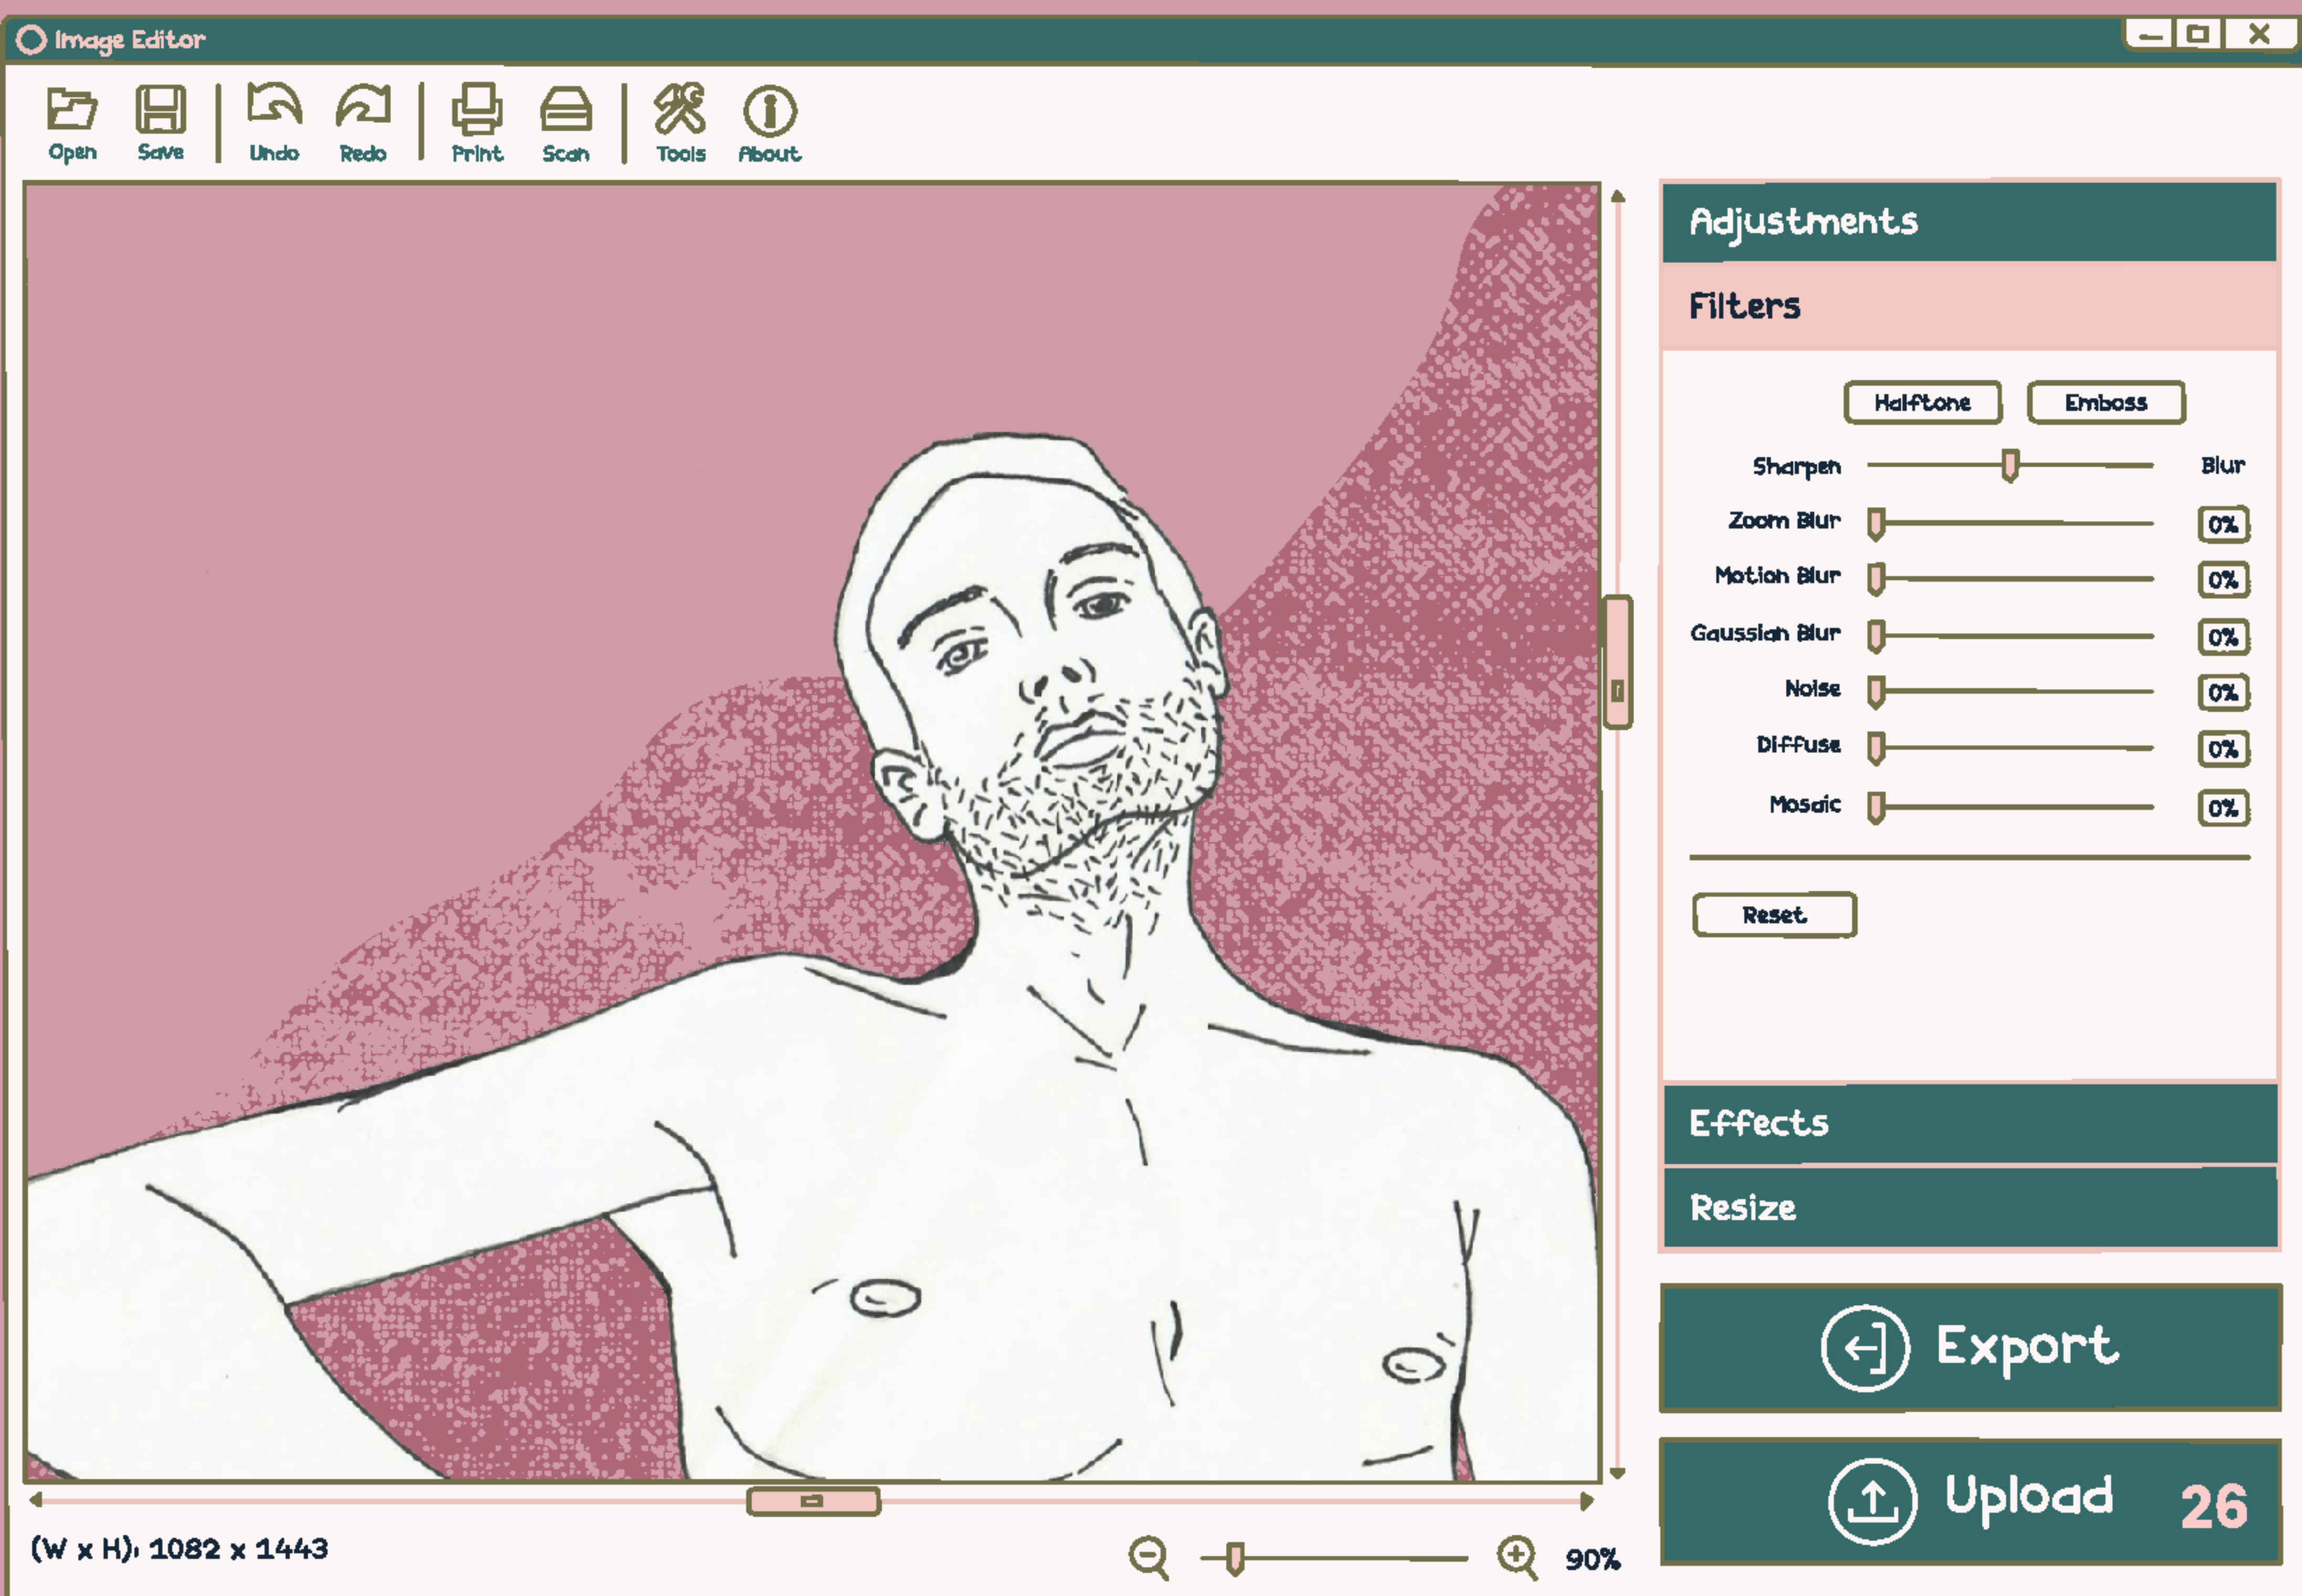 Image Editor
Open Save Undo Redo Print Scan Tools About
Adjustments
Filters
Halftone Emboss
Sharpen Blur
Zoom Blur 0%
Motion Blur 0%
Gaussian Blur 0%
Noise 0%
Diffuse 0%
Mosaic 0%
Reset
Effects
Resize
Export
Upload 26
(W x H): 1082 x 1443
90%